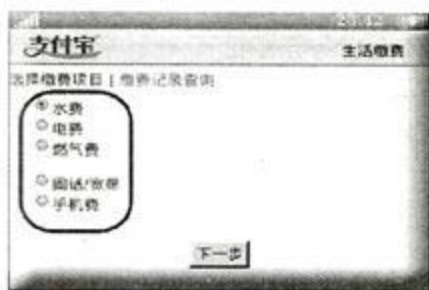 支付宝 生活缴费
选择缴费项目 | 缴费记录查询
水费
电费
燃气费
固话/宽带
手机费
下一步